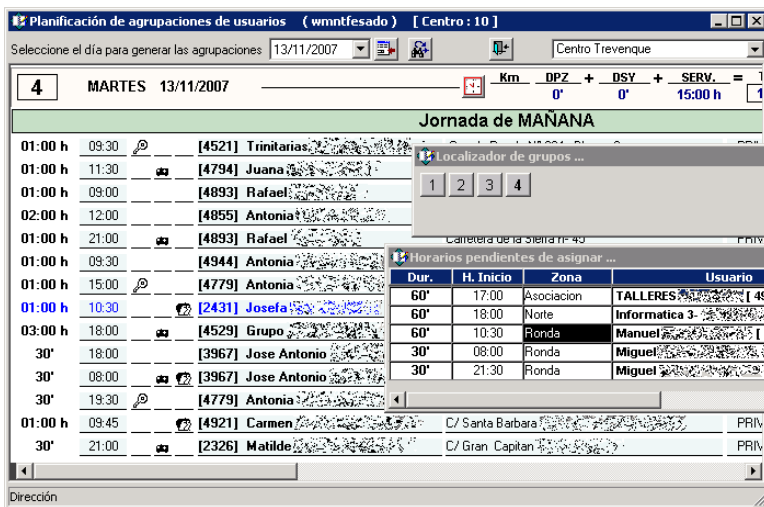 Planificación de agrupaciones de usuarios ( wmntfesado ) [ Centro : 10 ]
Seleccione el día para generar las agrupaciones 13/11/2007 Centro Trevenque
4 MARTES 13/11/2007 Km DPZ + DSY + SERV. =
0' 0' 15:00 h
Jornada de MAÑANA
01:00 h 09:30 [4521] Trinitarias
01:00 h 11:30 [4794] Juana
01:00 h 09:00 [4893] Rafael
02:00 h 12:00 [4855] Antonia
01:00 h 21:00 [4893] Rafael Carretera de la Sierra nº 45
01:00 h 09:30 [4944] Antonia
01:00 h 15:00 [4779] Antonia
01:00 h 10:30 [2431] Josefa
03:00 h 18:00 [4529] Grupo
30' 18:00 [3967] Jose Antonio
30' 08:00 [3967] Jose Antonio
30' 19:30 [4779] Antonia
01:00 h 09:45 [4921] Carmen C/ Santa Barbara PRIV
30' 21:00 [2326] Matilde C/ Gran Capitan PRIV
Localizador de grupos ...
1 2 3 4
Horarios pendientes de asignar ...
Dur. H. Inicio Zona Usuario
60' 17:00 Asociacion TALLERES [ 49
60' 18:00 Norte Informatica 3-
60' 10:30 Ronda Manuel [
30' 08:00 Ronda Miguel
30' 21:30 Ronda Miguel
Dirección